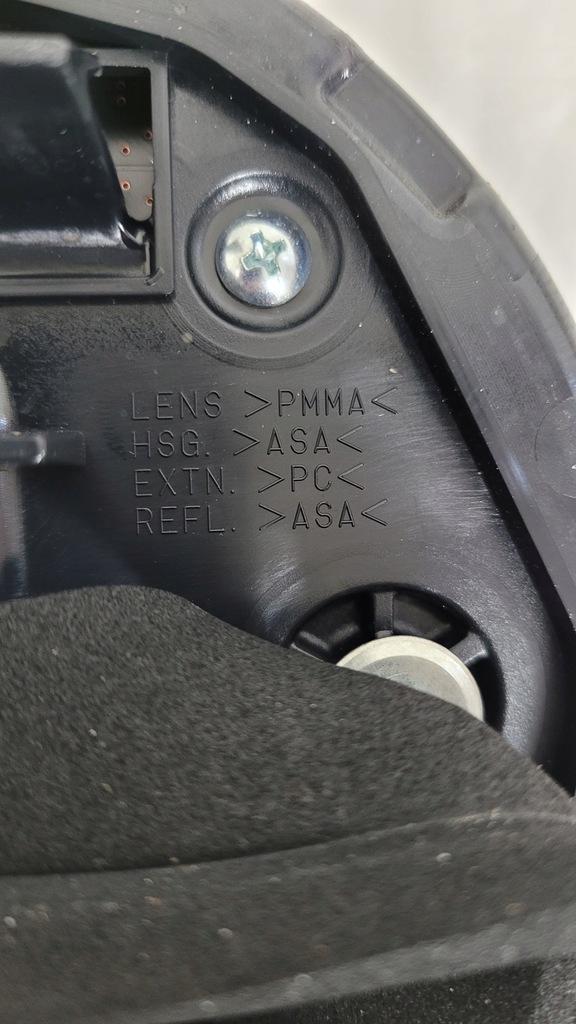 LENS >PMMA<
HSG. >ASA<
EXTN. >PC<
REFL. >ASA<